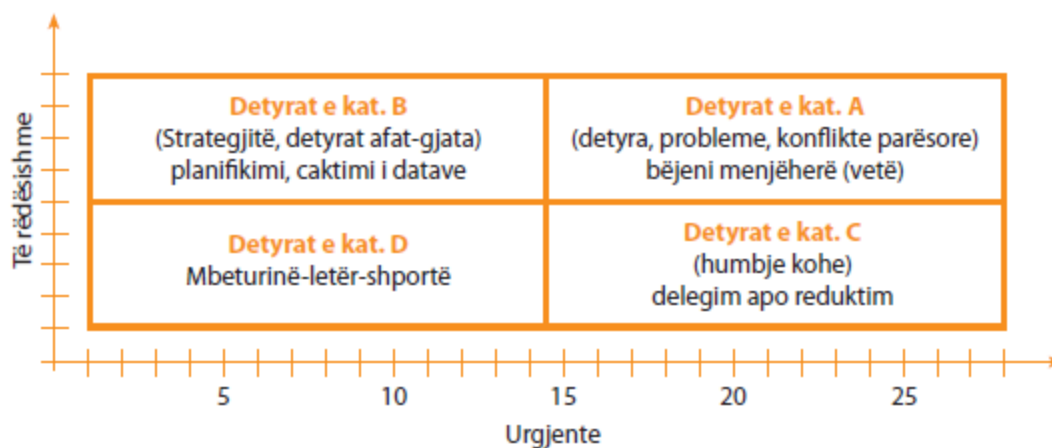 Të rëdësishme
Detyrat e kat. B
(Strategjitë, detyrat afat-gjata)
planifikimi, caktimi i datave
Detyrat e kat. A
(detyra, probleme, konflikte parësore)
bëjeni menjëherë (vetë)
Detyrat e kat. D
Mbeturinë-letër-shportë
Detyrat e kat. C
(humbje kohe)
delegim apo reduktim
5 10 15 20 25
Urgjente